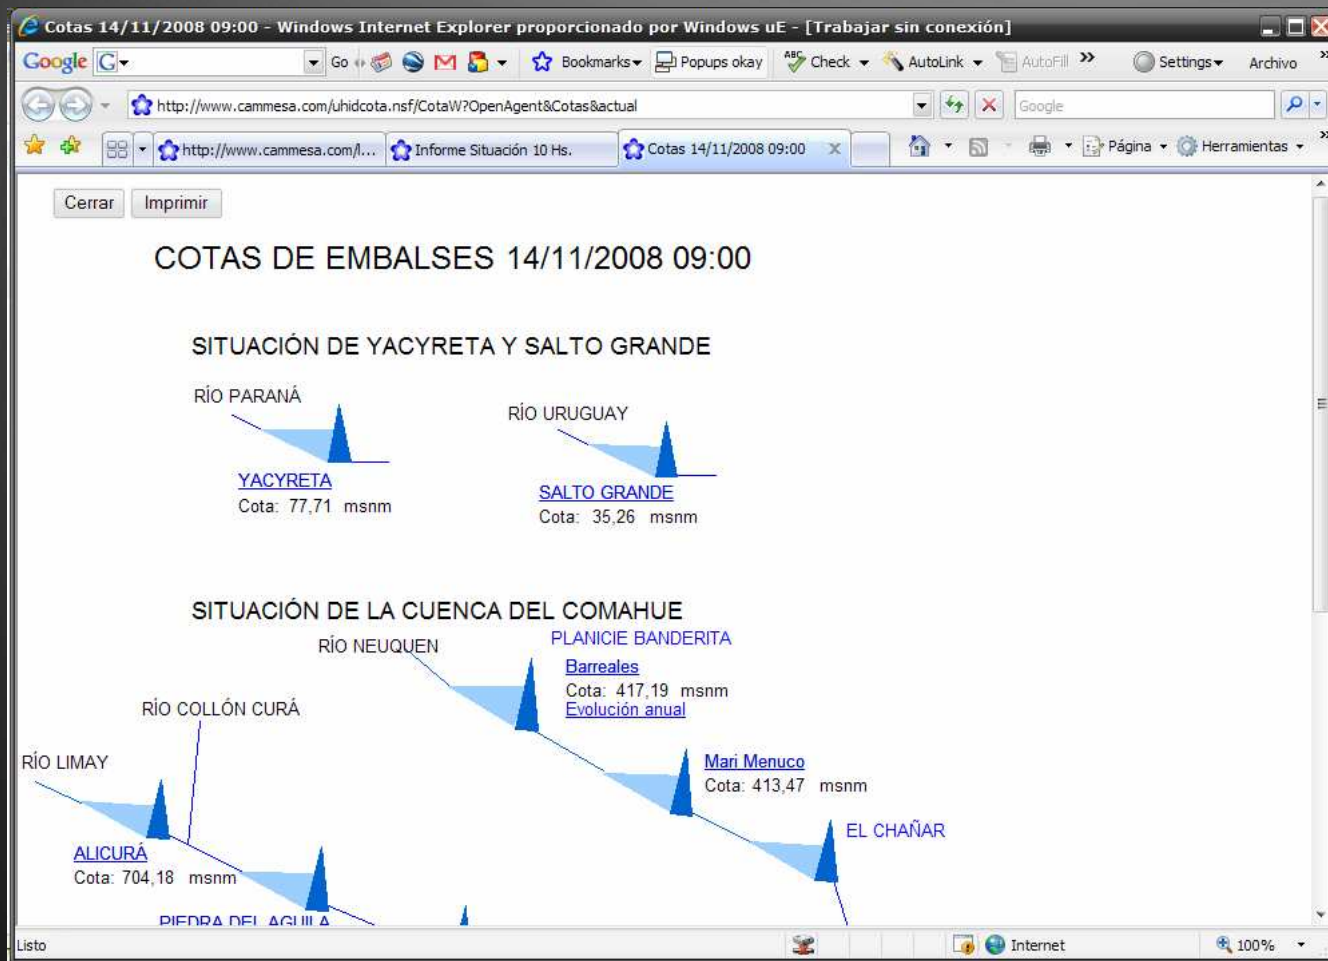 Cotas 14/11/2008 09:00 - Windows Internet Explorer proporcionado por Windows uE - [Trabajar sin conexión]
Google G Go Bookmarks Popups okay ABC Check AutoLink AutoFill » Settings Archivo »
http://www.cammesa.com/uhidcota.nsf/CotaW?OpenAgent&Cotas&actual Google
http://www.cammesa.com/l... Informe Situación 10 Hs. Cotas 14/11/2008 09:00 X Página Herramientas »
Cerrar Imprimir
COTAS DE EMBALSES 14/11/2008 09:00
SITUACIÓN DE YACYRETA Y SALTO GRANDE
RÍO PARANÁ
RÍO URUGUAY
YACYRETA
Cota: 77,71 msnm
SALTO GRANDE
Cota: 35,26 msnm
SITUACIÓN DE LA CUENCA DEL COMAHUE
RÍO NEUQUEN
PLANICIE BANDERITA
Barreales
Cota: 417,19 msnm
Evolución anual
RÍO COLLÓN CURÁ
RÍO LIMAY
Mari Menuco
Cota: 413,47 msnm
EL CHAÑAR
ALICURÁ
Cota: 704,18 msnm
PIEDRA DEL AGUILA
Listo Internet 100%